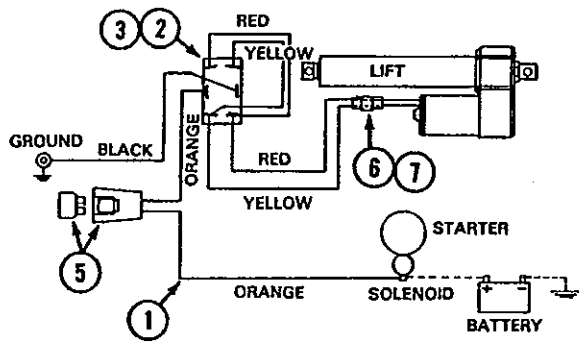 RED
3 2
YELLOW
LIFT
GROUND
BLACK
ORANGE
RED
6 7
YELLOW
5
STARTER
1
ORANGE
SOLENOID
+ −
BATTERY